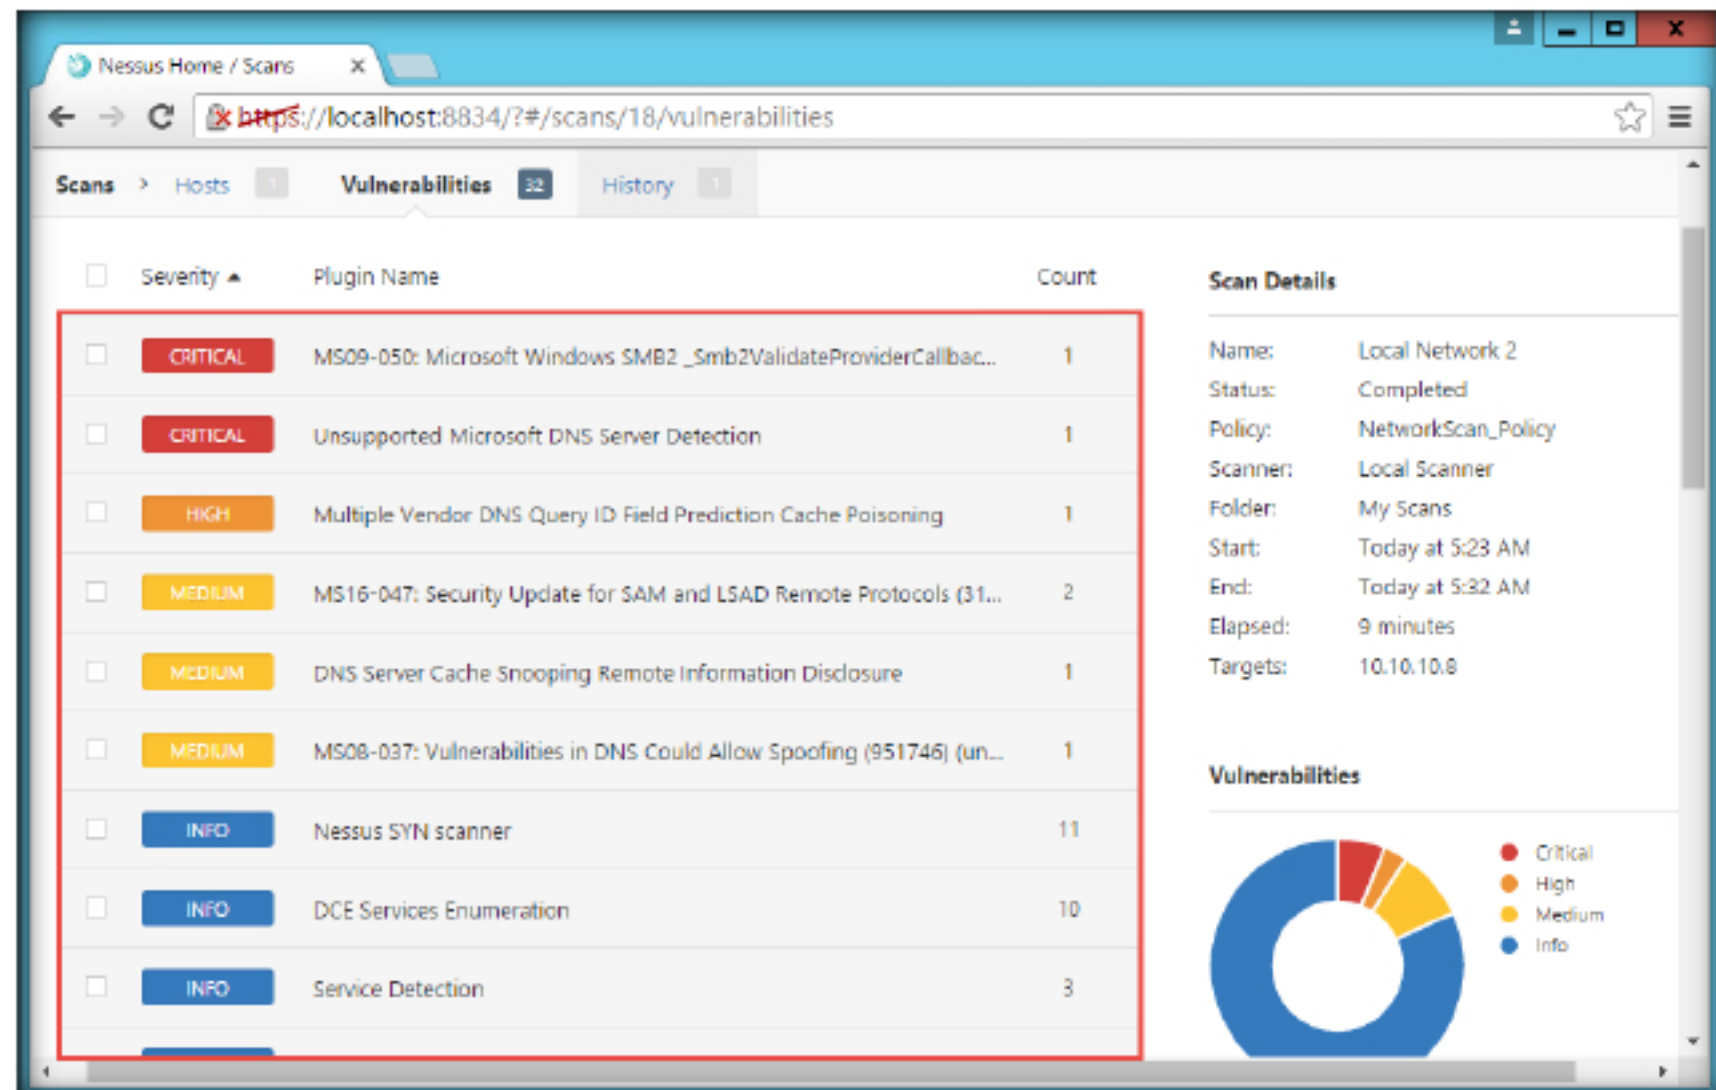 Nessus Home / Scans
https://localhost:8834/?#/scans/18/vulnerabilities
Scans > Hosts 1 Vulnerabilities 32 History 1
Severity Plugin Name Count
CRITICAL MS09-050: Microsoft Windows SMB2 _Smb2ValidateProviderCallbac... 1
CRITICAL Unsupported Microsoft DNS Server Detection 1
HIGH Multiple Vendor DNS Query ID Field Prediction Cache Poisoning 1
MEDIUM MS16-047: Security Update for SAM and LSAD Remote Protocols (31... 2
MEDIUM DNS Server Cache Snooping Remote Information Disclosure 1
MEDIUM MS08-037: Vulnerabilities in DNS Could Allow Spoofing (951746) (un... 1
INFO Nessus SYN scanner 11
INFO DCE Services Enumeration 10
INFO Service Detection 3
Scan Details
Name: Local Network 2
Status: Completed
Policy: NetworkScan_Policy
Scanner: Local Scanner
Folder: My Scans
Start: Today at 5:23 AM
End: Today at 5:32 AM
Elapsed: 9 minutes
Targets: 10.10.10.8
Vulnerabilities
Critical
High
Medium
Info